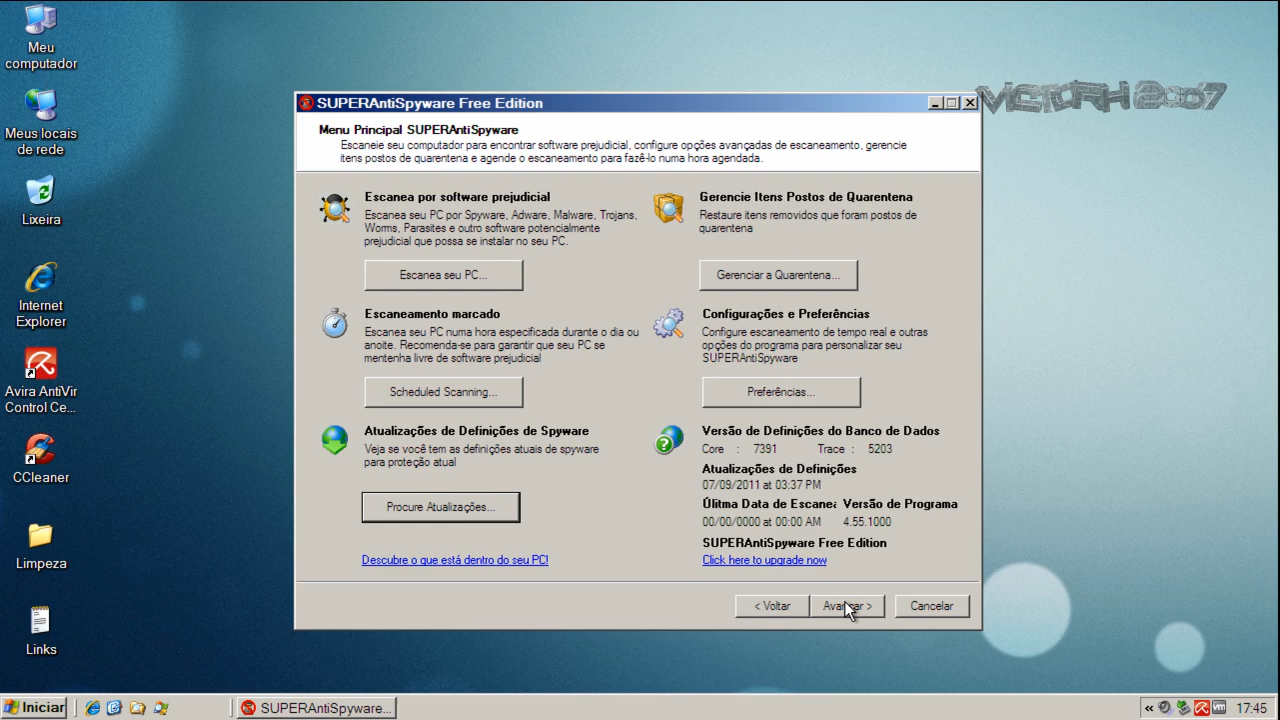 Meu
computador
Meus locais
de rede
Lixeira
Internet
Explorer
Avira AntiVir
Control Ce...
CCleaner
Limpeza
Links
VICTORH 2007
SUPERAntiSpyware Free Edition
Menu Principal SUPERAntiSpyware
Escaneie seu computador para encontrar software prejudicial, configure opções avançadas de escaneamento, gerencie
itens postos de quarentena e agende o escaneamento para fazê-lo numa hora agendada.
Escanea por software prejudicial
Escanea seu PC por Spyware, Adware, Malware, Trojans,
Worms, Parasites e outro software potencialmente
prejudicial que possa se instalar no seu PC.
Escanea seu PC...
Gerencie Itens Postos de Quarentena
Restaure itens removidos que foram postos de
quarentena
Gerenciar a Quarentena...
Escaneamento marcado
Escanea seu PC numa hora especificada durante o dia ou
anoite. Recomenda-se para garantir que seu PC se
mentenha livre de software prejudicial
Scheduled Scanning...
Configurações e Preferências
Configure escaneamento de tempo real e outras
opções do programa para personalizar seu
SUPERAntiSpyware
Preferências...
Atualizações de Definições de Spyware
Veja se você tem as definições atuais de spyware
para proteção atual
Procure Atualizações...
Descubre o que está dentro do seu PC!
Versão de Definições do Banco de Dados
Core : 7391 Trace : 5203
Atualizações de Definições
07/09/2011 at 03:37 PM
Úlitma Data de Escanea Versão de Programa
00/00/0000 at 00:00 AM 4.55.1000
SUPERAntiSpyware Free Edition
Click here to upgrade now
< Voltar
Avançar >
Cancelar
Iniciar
SUPERAntiSpyware...
17:45